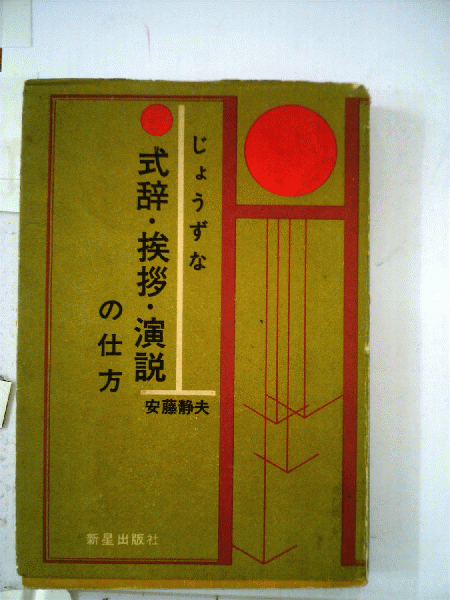 じょうずな
式辞・挨拶・演説
の仕方
安藤静夫
新星出版社